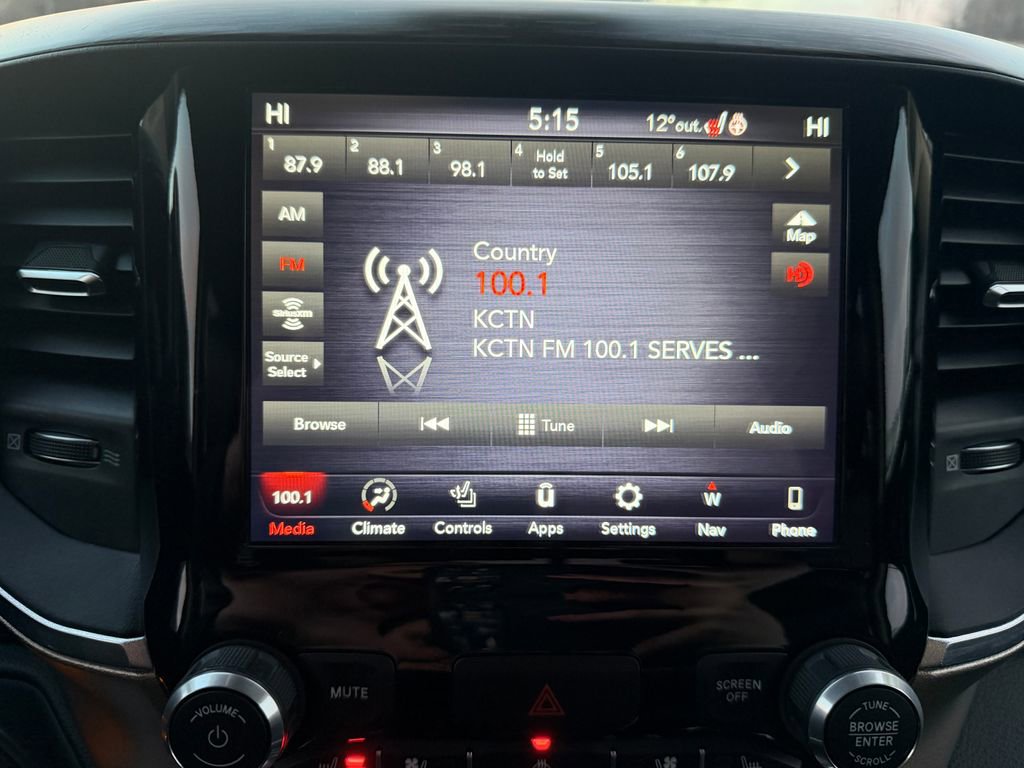 HI 5:15 12°out. HI
1 87.9 2 88.1 3 98.1 4 Hold to Set 5 105.1 6 107.9
AM
Map
FM
Country
100.1
SiriusXM
KCTN
KCTN FM 100.1 SERVES ...
Source
Select
Browse Tune Audio
100.1 W
Media Climate Controls Apps Settings Nav Phone
VOLUME
MUTE
SCREEN
OFF
TUNE
BROWSE
ENTER
SCROLL